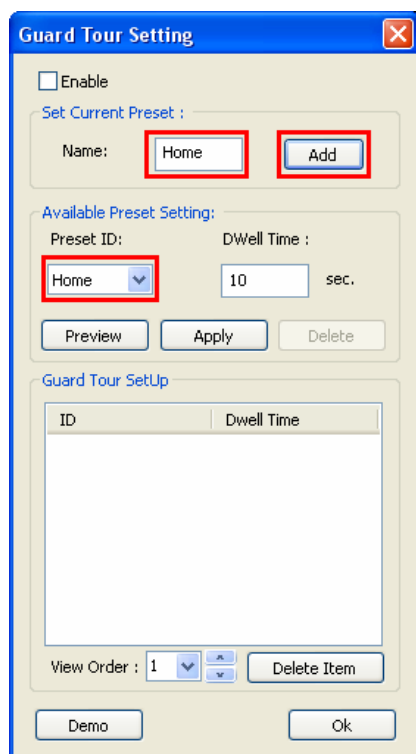 Guard Tour Setting
Enable
Set Current Preset :
Name: Home Add
Available Preset Setting:
Preset ID: DWell Time :
Home 10 sec.
Preview Apply Delete
Guard Tour SetUp
ID Dwell Time
View Order : 1 Delete Item
Demo Ok